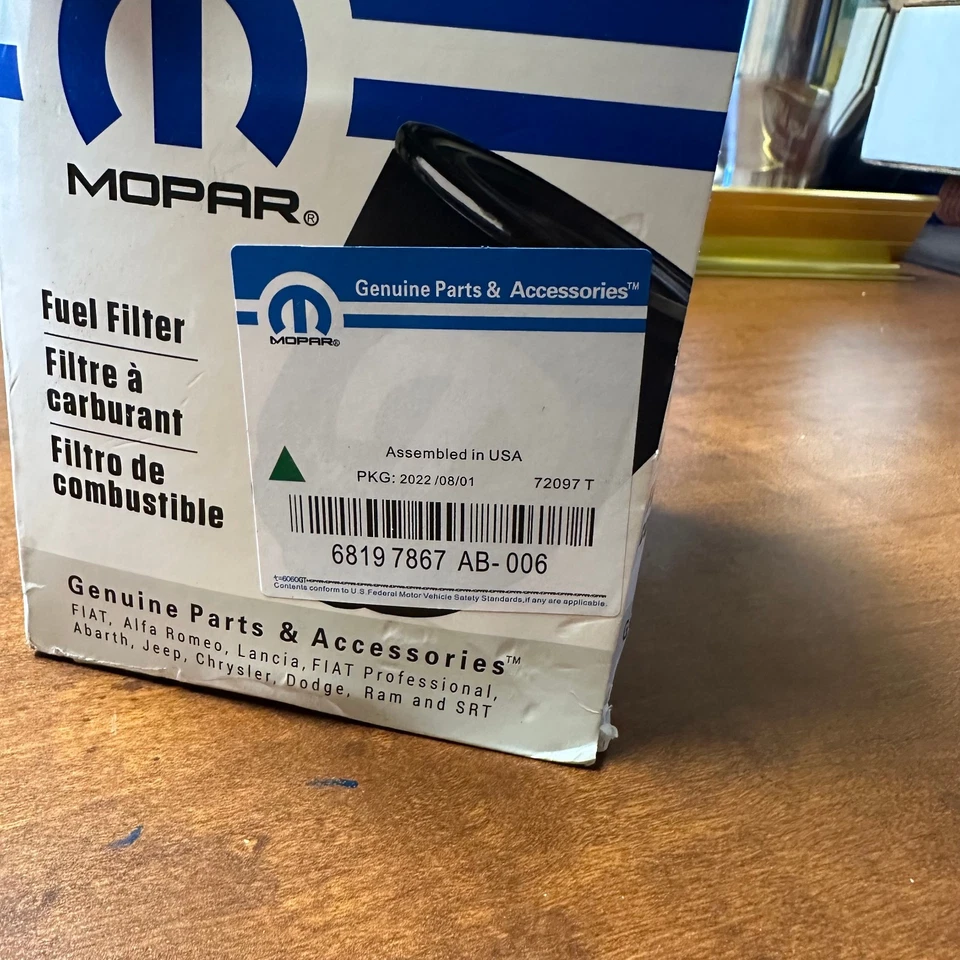 MOPAR®
Fuel Filter
Filtre à
carburant
Filtro de
combustible
Genuine Parts & Accessories™
MOPAR®
Assembled in USA
PKG: 2022 /08/01 72097 T
6819 7867 AB- 006
Contents conform to U.S.Federal Motor Vehicle Safety Standards,if any are applicable.
Genuine Parts & Accessories™
FIAT, Alfa Romeo, Lancia, FIAT Professional,
Abarth, Jeep, Chrysler, Dodge, Ram and SRT